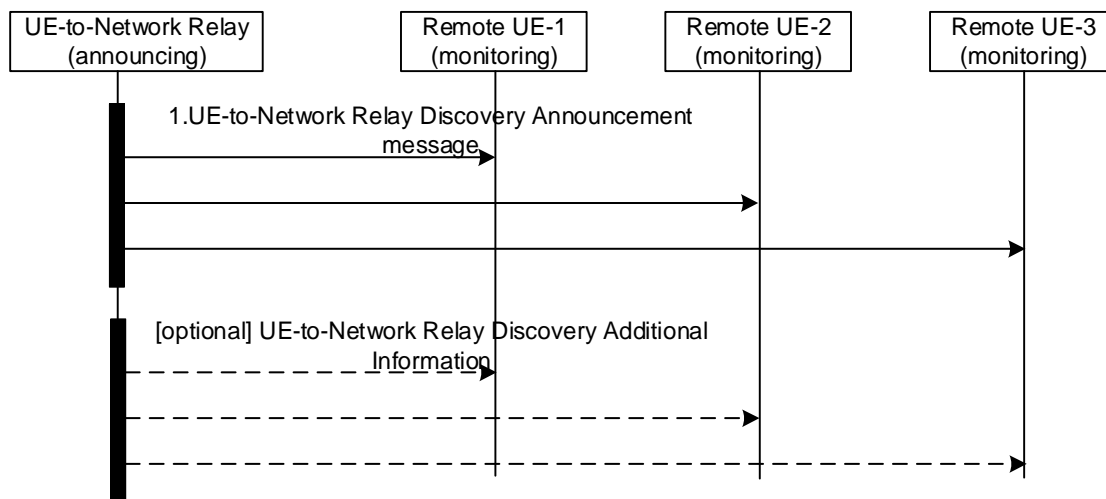 UE-to-Network Relay
(announcing)
Remote UE-1
(monitoring)
Remote UE-2
(monitoring)
Remote UE-3
(monitoring)
1.UE-to-Network Relay Discovery Announcement
message
[optional] UE-to-Network Relay Discovery Additional
Information